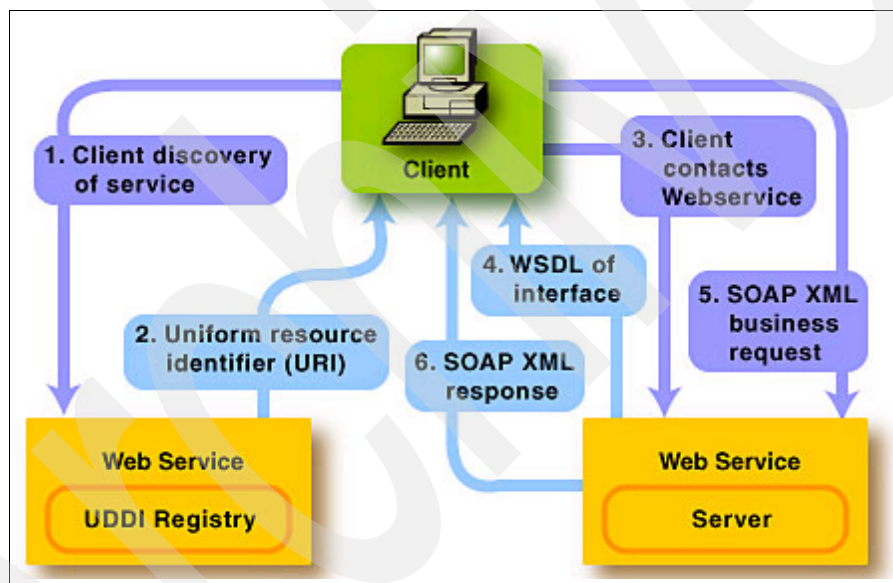 Client
1. Client discovery
of service
2. Uniform resource
identifier (URI)
3. Client
contacts
Webservice
4. WSDL of
interface
5. SOAP XML
business
request
6. SOAP XML
response
Web Service
UDDI Registry
Web Service
Server